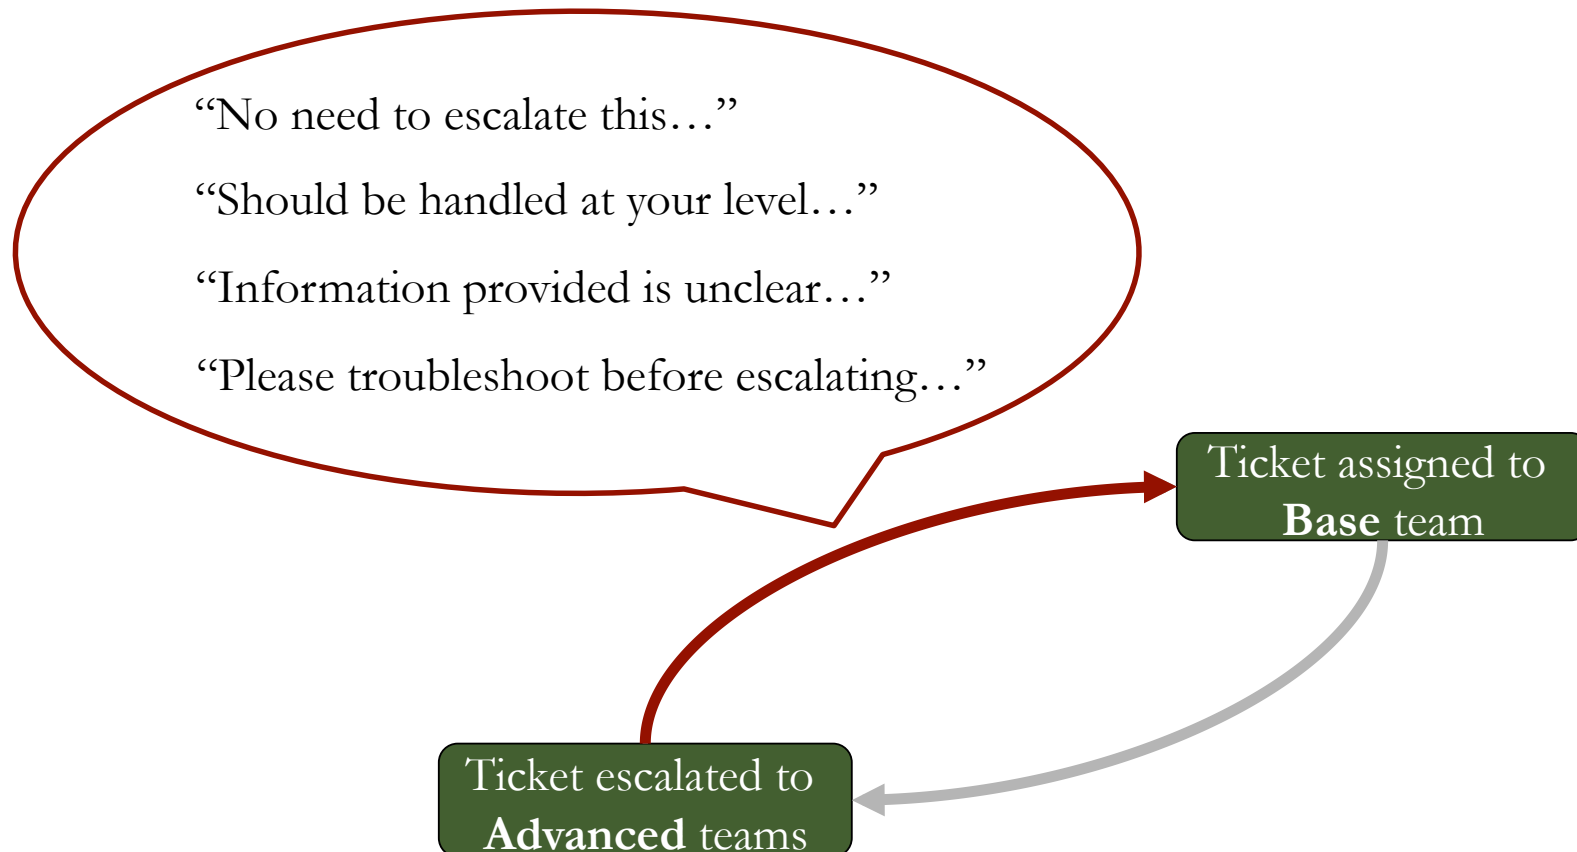 “No need to escalate this…”
“Should be handled at your level…”
“Information provided is unclear…”
“Please troubleshoot before escalating…”
Ticket assigned to
Base team
Ticket escalated to
Advanced teams